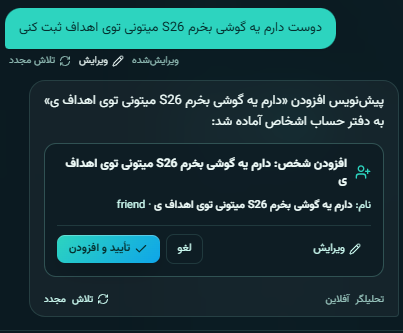 دوست دارم یه گوشی بخرم S26 میتونی توی اهداف ثبت کنی
ویرایش‌شده ویرایش تلاش مجدد
پیش‌نویس افزودن «دارم یه گوشی بخرم S26 میتونی توی اهداف ی»
به دفتر حساب اشخاص آماده شد:
افزودن شخص: دارم یه گوشی بخرم S26 میتونی توی اهداف
ی
نام: دارم یه گوشی بخرم S26 میتونی توی اهداف ی · friend
ویرایش لغو تأیید و افزودن
تحلیلگر آفلاین تلاش مجدد